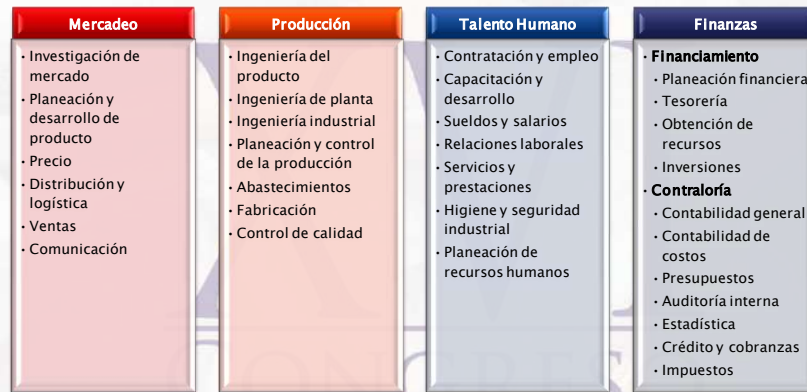 Mercadeo
· Investigación de
mercado
· Planeación y
desarrollo de
producto
· Precio
· Distribución y
logística
· Ventas
· Comunicación
Producción
· Ingeniería del
producto
· Ingeniería de planta
· Ingeniería industrial
· Planeación y control
de la producción
· Abastecimientos
· Fabricación
· Control de calidad
Talento Humano
· Contratación y empleo
· Capacitación y
desarrollo
· Sueldos y salarios
· Relaciones laborales
· Servicios y
prestaciones
· Higiene y seguridad
industrial
· Planeación de
recursos humanos
Finanzas
· Financiamiento
· Planeación financiera
· Tesorería
· Obtención de
recursos
· Inversiones
· Contraloría
· Contabilidad general
· Contabilidad de
costos
· Presupuestos
· Auditoría interna
· Estadística
· Crédito y cobranzas
· Impuestos